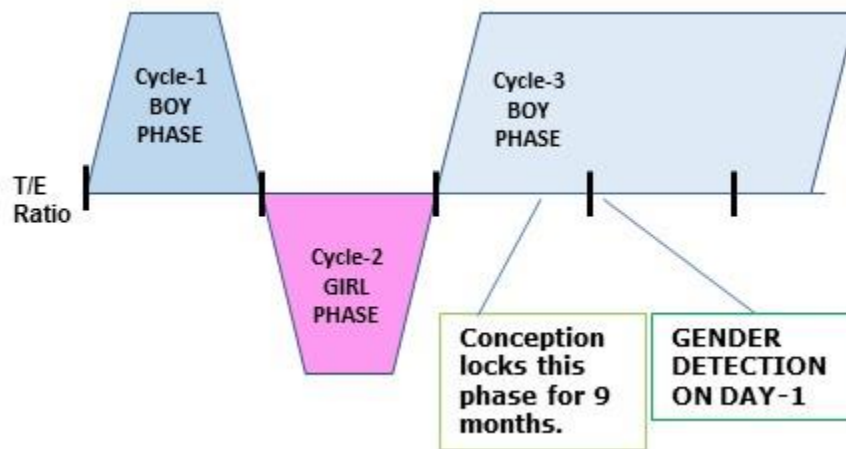 Cycle-1
BOY
PHASE
Cycle-3
BOY
PHASE
T/E
Ratio
Cycle-2
GIRL
PHASE
Conception
locks this
phase for 9
months.
GENDER
DETECTION
ON DAY-1